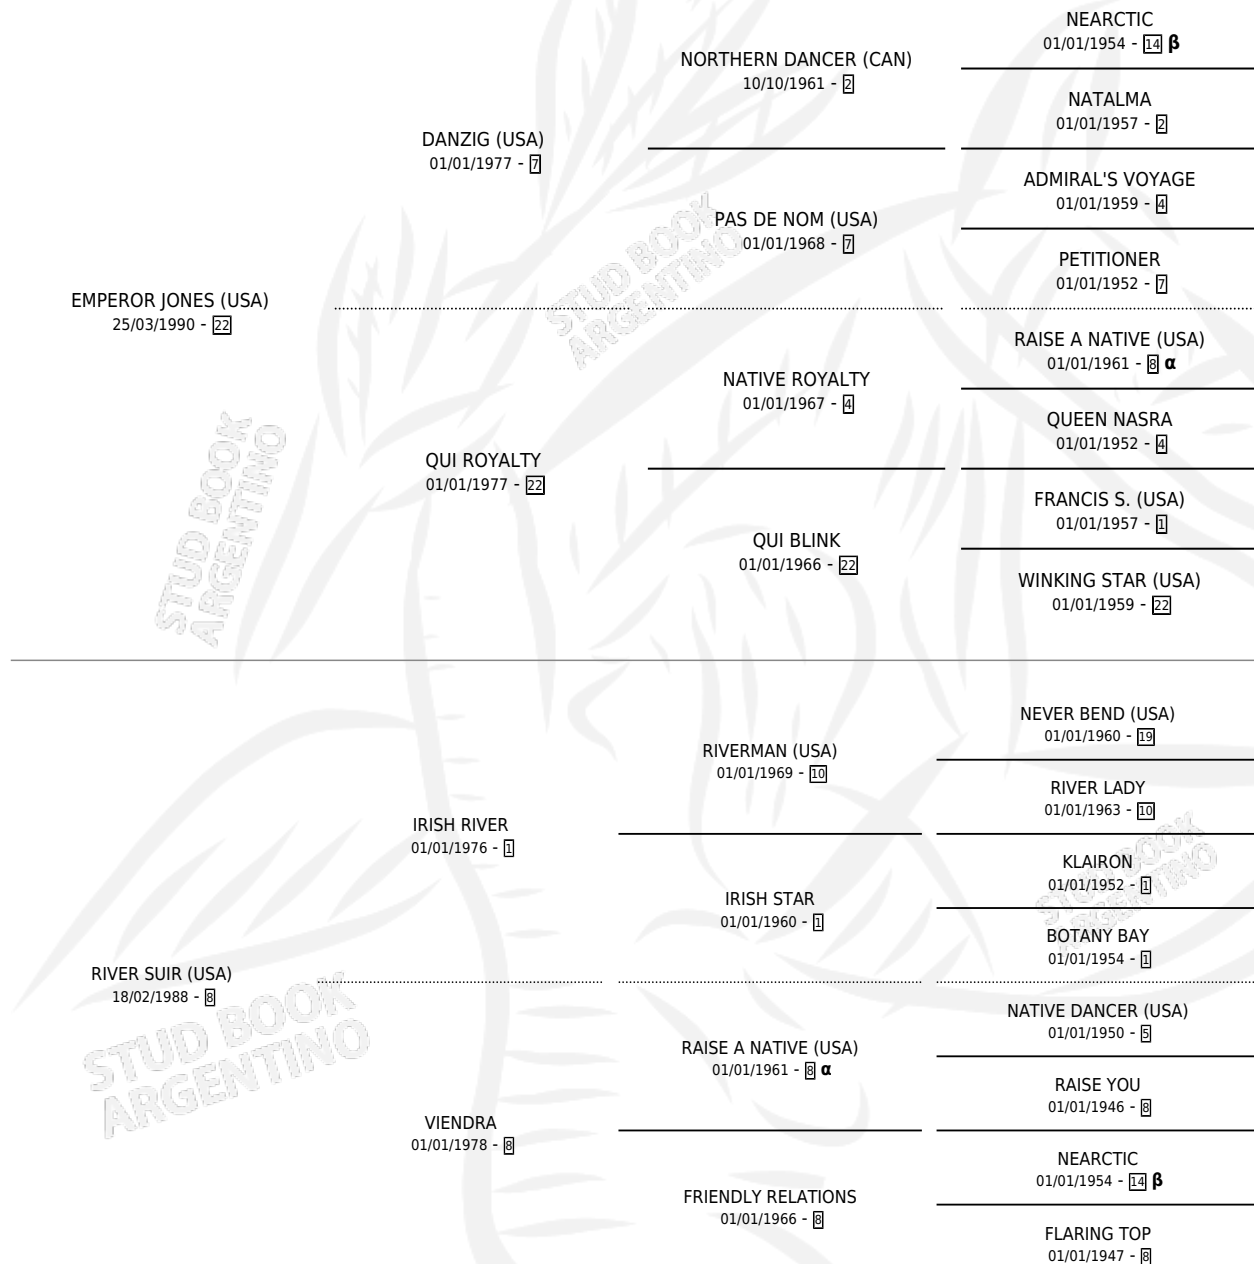 NEARCTIC
01/01/1954 - 14 β
NORTHERN DANCER (CAN)
10/10/1961 - 2
NATALMA
01/01/1957 - 2
DANZIG (USA)
01/01/1977 - 7
ADMIRAL'S VOYAGE
01/01/1959 - 4
PAS DE NOM (USA)
01/01/1968 - 7
PETITIONER
01/01/1952 - 7
EMPEROR JONES (USA)
25/03/1990 - 22
RAISE A NATIVE (USA)
01/01/1961 - 8 α
NATIVE ROYALTY
01/01/1967 - 4
QUEEN NASRA
01/01/1952 - 4
QUI ROYALTY
01/01/1977 - 22
FRANCIS S. (USA)
01/01/1957 - 1
QUI BLINK
01/01/1966 - 22
WINKING STAR (USA)
01/01/1959 - 22
NEVER BEND (USA)
01/01/1960 - 19
RIVERMAN (USA)
01/01/1969 - 10
RIVER LADY
01/01/1963 - 10
IRISH RIVER
01/01/1976 - 1
KLAIRON
01/01/1952 - 1
IRISH STAR
01/01/1960 - 1
BOTANY BAY
01/01/1954 - 1
RIVER SUIR (USA)
18/02/1988 - 8
NATIVE DANCER (USA)
01/01/1950 - 5
RAISE A NATIVE (USA)
01/01/1961 - 8 α
RAISE YOU
01/01/1946 - 8
VIENDRA
01/01/1978 - 8
NEARCTIC
01/01/1954 - 14 β
FRIENDLY RELATIONS
01/01/1966 - 8
FLARING TOP
01/01/1947 - 8
STUD BOOK
ARGENTINO
STUD BOOK
ARGENTINO
STUD BOOK
ARGENTINO
STUD BOOK
ARGENTINO